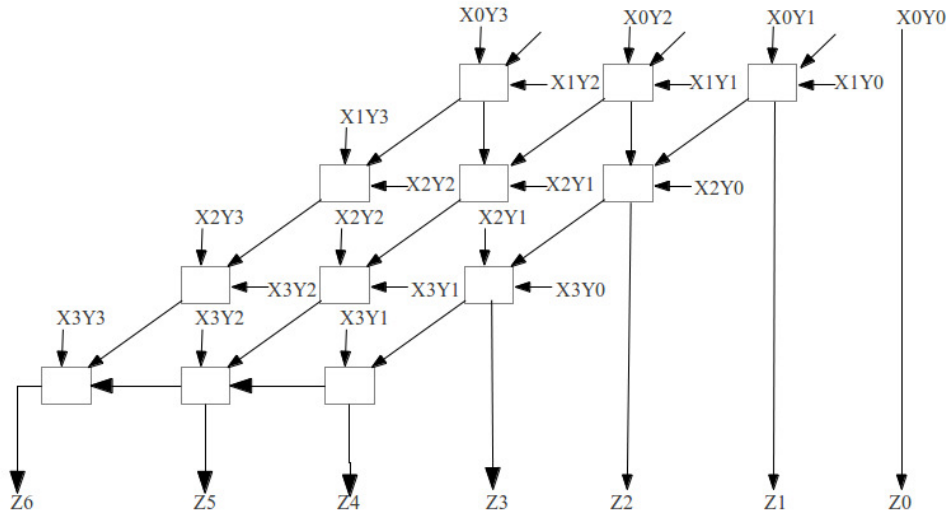 X0Y3 X0Y2 X0Y1 X0Y0
X1Y2 X1Y1 X1Y0
X1Y3
X2Y2 X2Y1 X2Y0
X2Y3 X2Y2 X2Y1
X3Y2 X3Y1 X3Y0
X3Y3 X3Y2 X3Y1
Z6 Z5 Z4 Z3 Z2 Z1 Z0